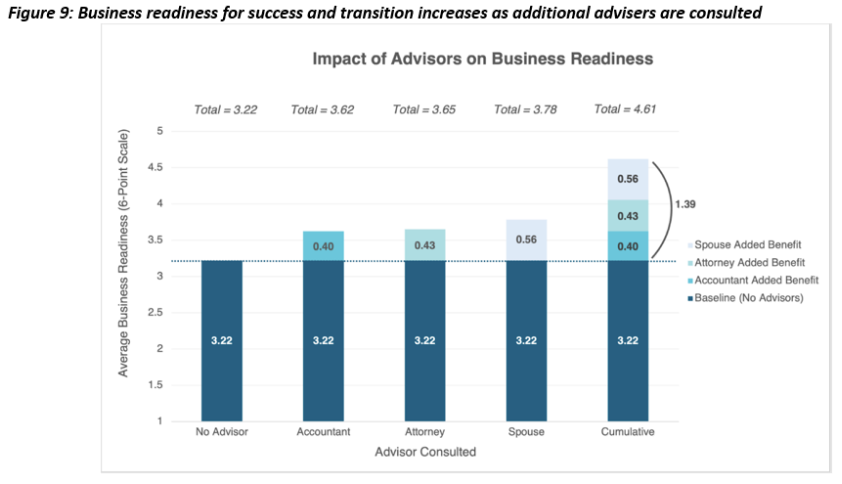 Figure 9: Business readiness for success and transition increases as additional advisers are consulted
Impact of Advisors on Business Readiness
Total = 3.22 Total = 3.62 Total = 3.65 Total = 3.78 Total = 4.61
Average Business Readiness (6-Point Scale)
5
4.5
4
3.5
3
2.5
2
1.5
1
0.40
0.43
0.56
0.56
0.43
0.40
1.39
3.22 3.22 3.22 3.22 3.22
Spouse Added Benefit
Attorney Added Benefit
Accountant Added Benefit
Baseline (No Advisors)
No Advisor Accountant Attorney Spouse Cumulative
Advisor Consulted